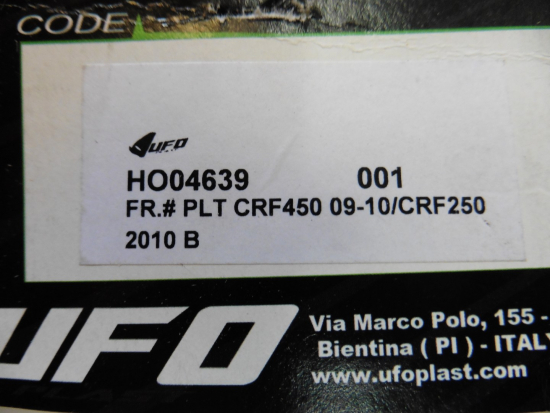 CODE
UFO
HO04639 001
FR.# PLT CRF450 09-10/CRF250
2010 B
UFO
Via Marco Polo, 155 -
Bientina ( PI ) - ITALY
www.ufoplast.com